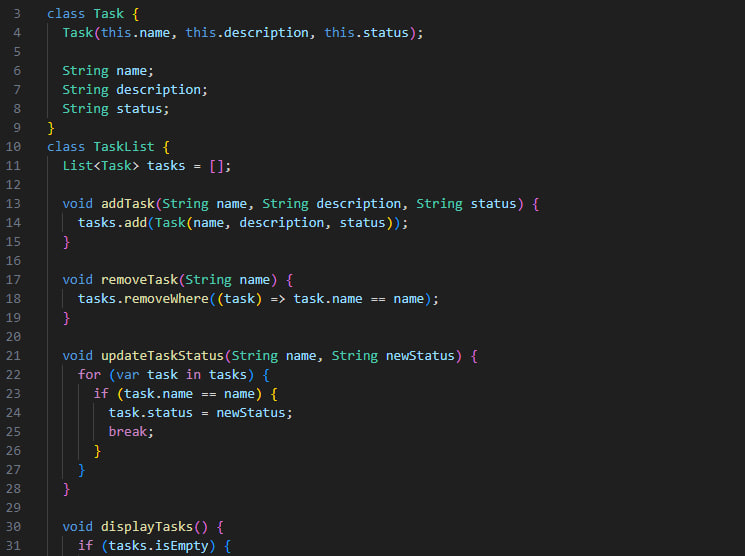 3 class Task {
4   Task(this.name, this.description, this.status);
5
6   String name;
7   String description;
8   String status;
9 }
10 class TaskList {
11   List<Task> tasks = [];
12
13   void addTask(String name, String description, String status) {
14     tasks.add(Task(name, description, status));
15   }
16
17   void removeTask(String name) {
18     tasks.removeWhere((task) => task.name == name);
19   }
20
21   void updateTaskStatus(String name, String newStatus) {
22     for (var task in tasks) {
23       if (task.name == name) {
24         task.status = newStatus;
25         break;
26       }
27     }
28   }
29
30   void displayTasks() {
31     if (tasks.isEmpty) {